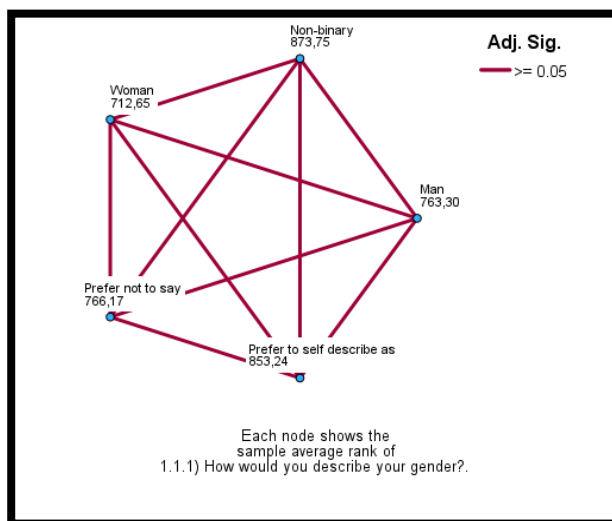 Non-binary
873,75
Adj. Sig.
>= 0.05
Woman
712,65
Man
763,30
Prefer not to say
766,17
Prefer to self describe as
853,24
Each node shows the
sample average rank of
1.1.1) How would you describe your gender?.